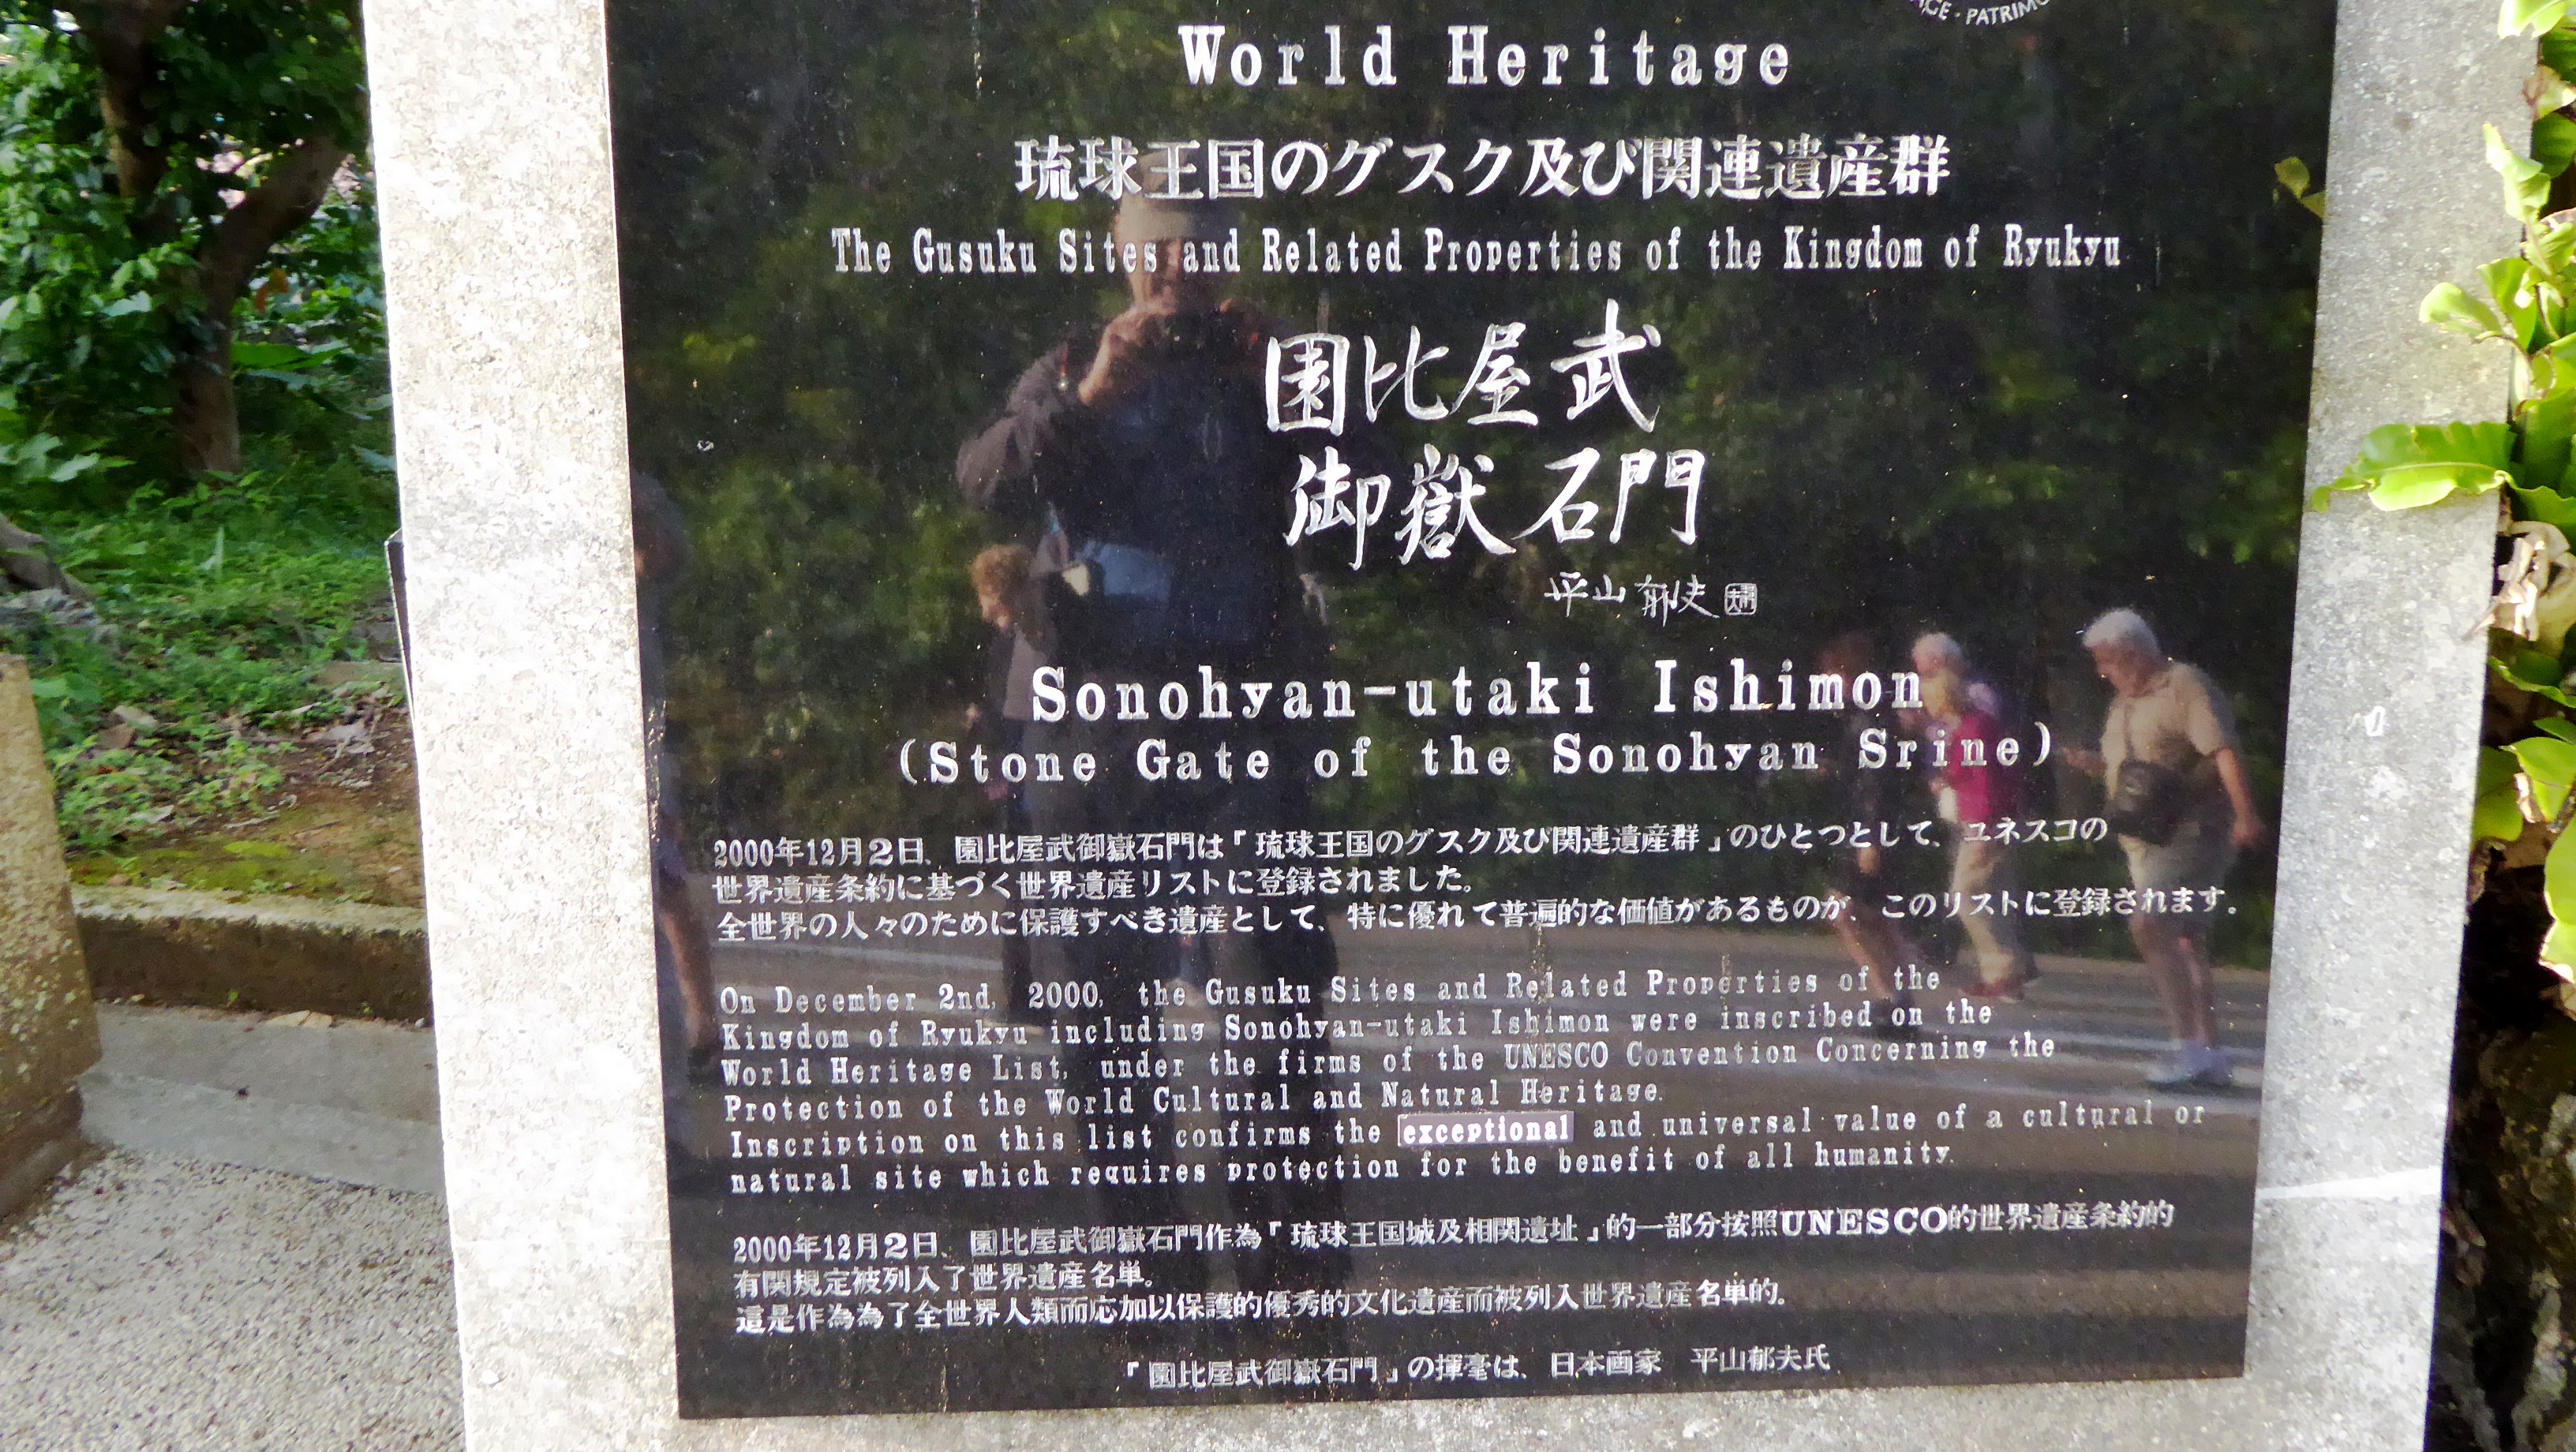 PATRIM
World Heritage
琉球王国のグスク及び関連遺産群
The Gusuku Sites and Related Properties of the Kingdom of Ryukyu
園比屋武
御嶽石門
平山郁夫
Sonohyan-utaki Ishimon
(Stone Gate of the Sonohyan Srine)
2000年12月2日、園比屋武御嶽石門は「琉球王国のグスク及び関連遺産群」のひとつとして、ユネスコの
世界遺産条約に基づく世界遺産リストに登録されました。
全世界の人々のために保護すべき遺産として、特に優れて普遍的な価値があるものが、このリストに登録されます。
On December 2nd, 2000, the Gusuku Sites and Related Properties of the
Kingdom of Ryukyu including Sonohyan-utaki Ishimon were inscribed on the
World Heritage List, under the firms of the UNESCO Convention Concerning the
Protection of the World Cultural and Natural Heritage.
Inscription on this list confirms the exceptional and universal value of a cultural or
natural site which requires protection for the benefit of all humanity.
2000年12月2日、園比屋武御嶽石門作為「琉球王国城及相関遺址」的一部分按照UNESCO的世界遺産条約的
有関規定被列入了世界遺産名単。
這是作為為了全世界人類而応加以保護的優秀的文化遺産而被列入世界遺産名単的。
「園比屋武御嶽石門」の揮毫は、日本画家 平山郁夫氏